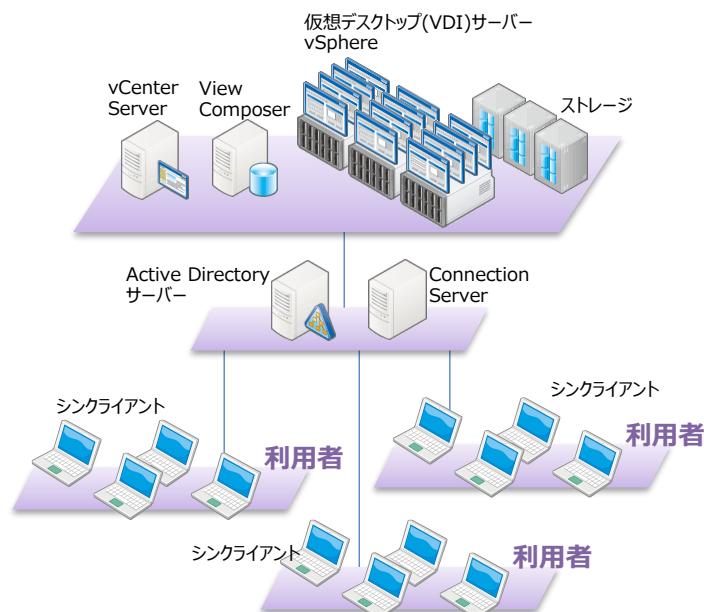 仮想デスクトップ(VDI)サーバー
vSphere
vCenter
Server
View
Composer
ストレージ
Active Directory
サーバー
Connection
Server
シンクライアント
利用者
シンクライアント
利用者
シンクライアント
利用者